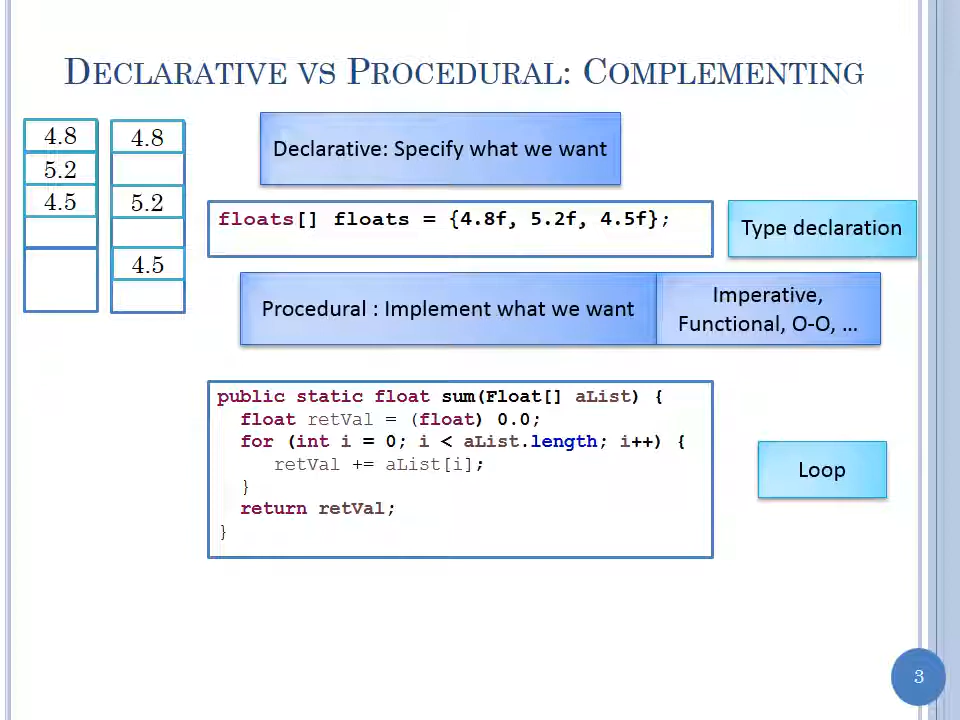 DECLARATIVE VS PROCEDURAL: COMPLEMENTING
4.8
5.2
4.5
4.8
5.2
4.5
Declarative: Specify what we want
floats[] floats = {4.8f, 5.2f, 4.5f};
Type declaration
Procedural : Implement what we want
Imperative,
Functional, O-O, ...
public static float sum(Float[] aList) {
float retVal = (float) 0.0;
for (int i = 0; i < aList.length; i++) {
retVal += aList[i];
}
return retVal;
}
Loop
3